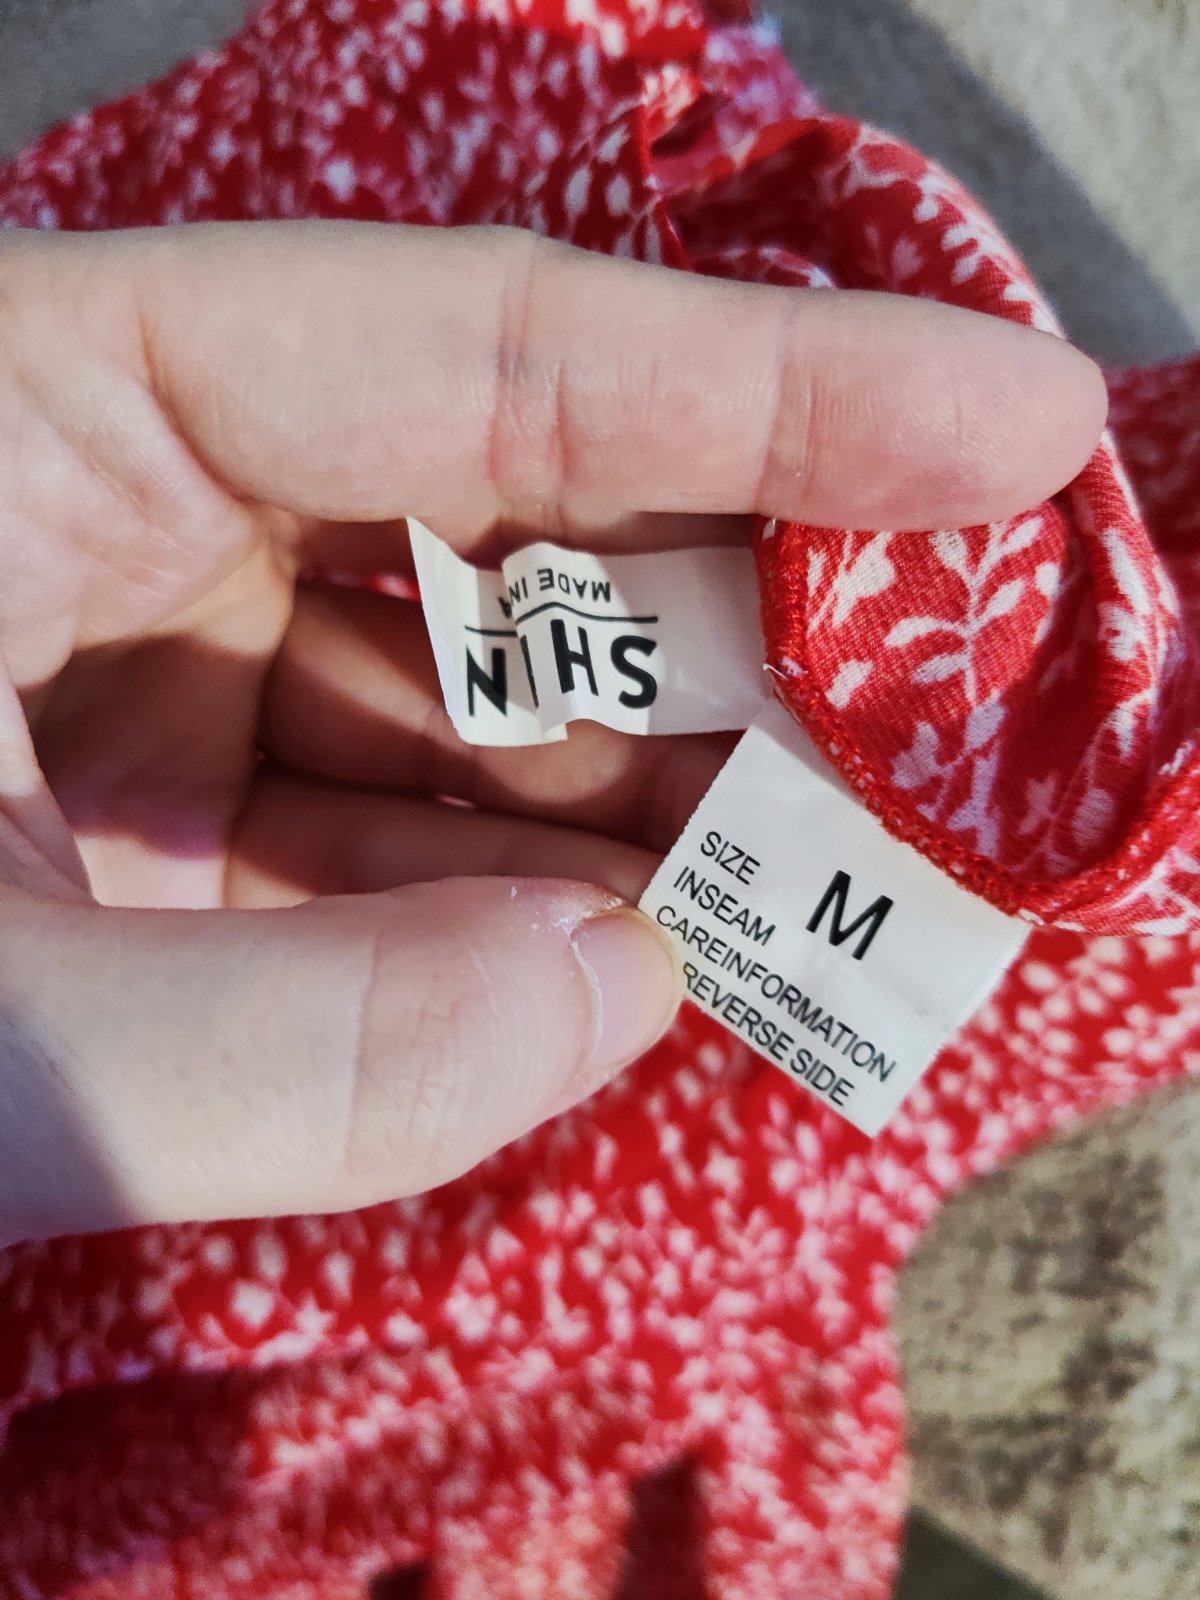 SHIN
MADE IN
SIZE M
INSEAM
CAREINFORMATION
REVERSE SIDE